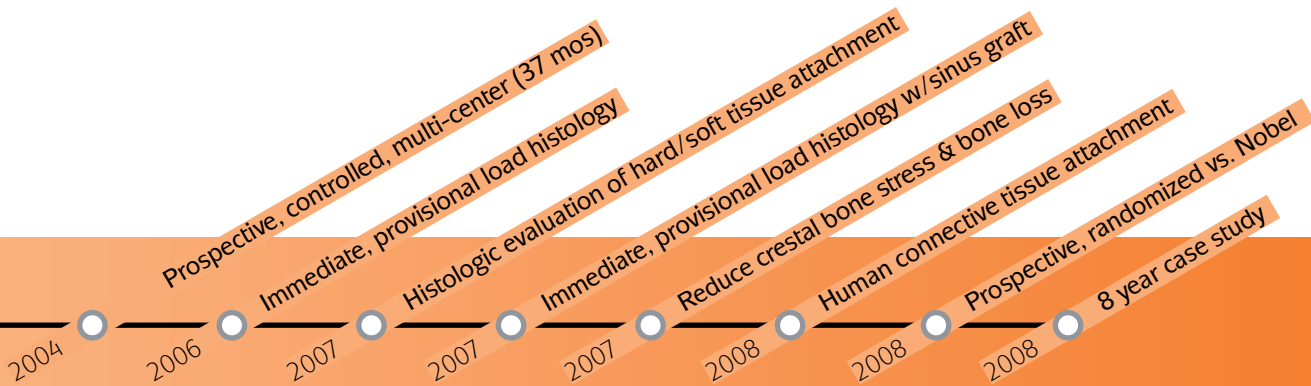 2004
Prospective, controlled, multi-center (37 mos)
2006
Immediate, provisional load histology
2007
Histologic evaluation of hard/soft tissue attachment
2007
Immediate, provisional load histology w/sinus graft
2007
Reduce crestal bone stress & bone loss
2008
Human connective tissue attachment
2008
Prospective, randomized vs. Nobel
2008
8 year case study